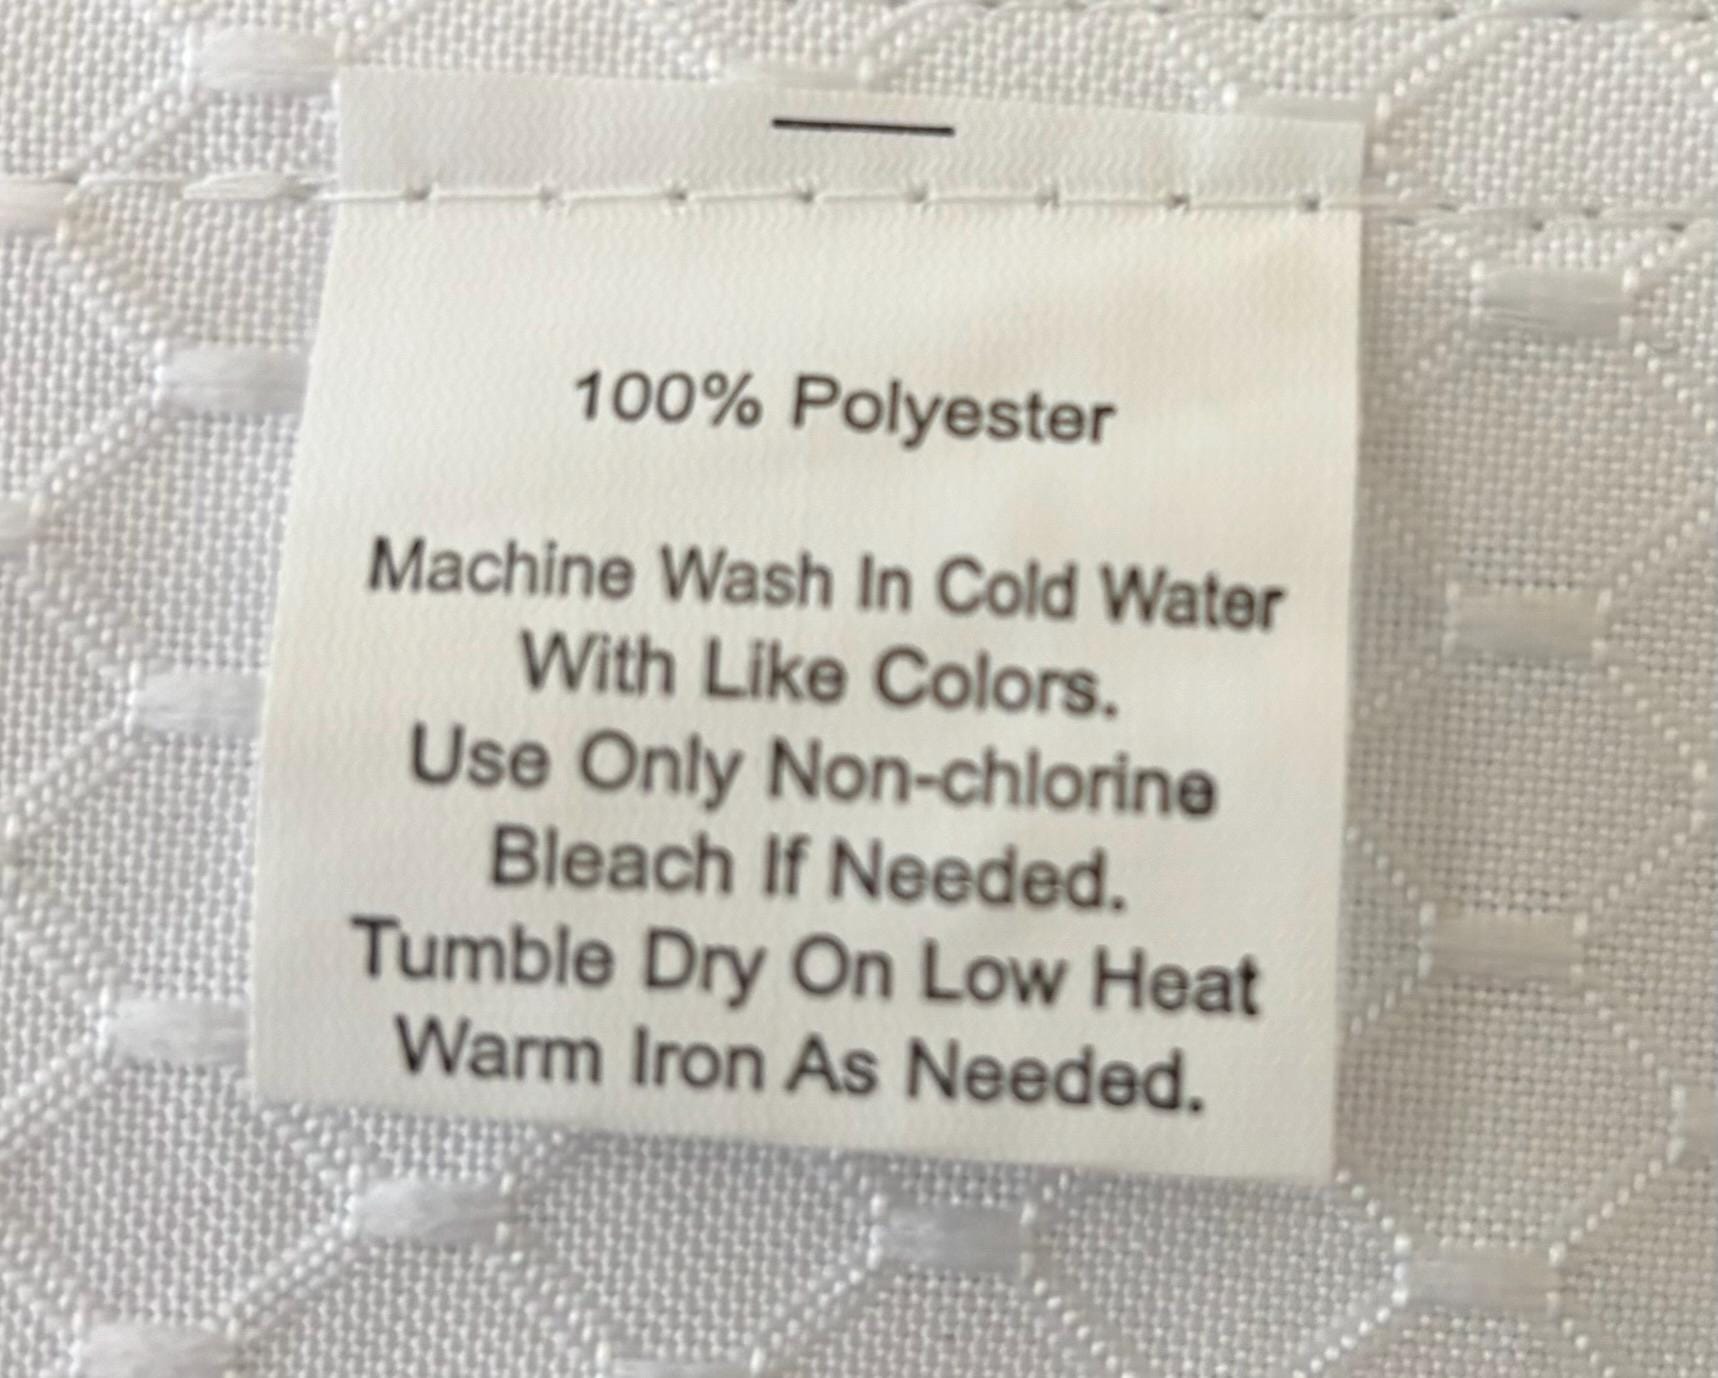 100% Polyester
Machine Wash In Cold Water
With Like Colors.
Use Only Non-chlorine
Bleach If Needed.
Tumble Dry On Low Heat
Warm Iron As Needed.